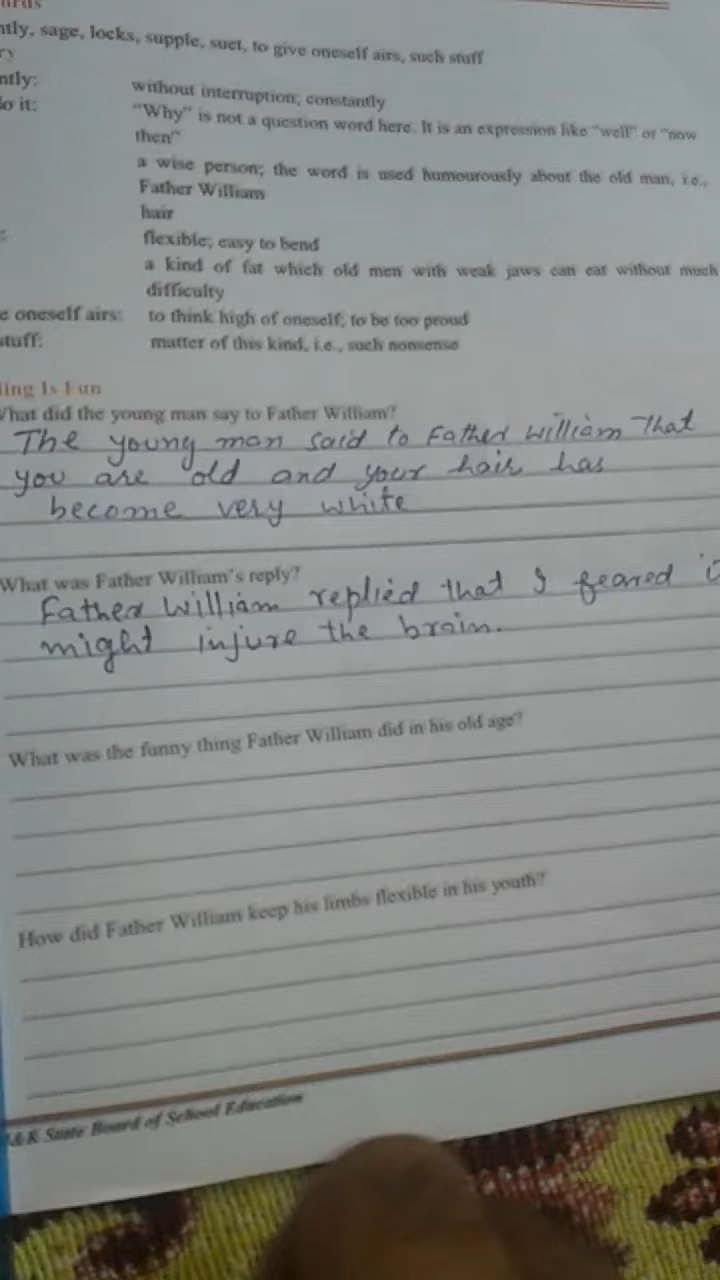 ntly, sage, locks, supple, suet, to give oneself airs, such stuff
ntly: without interruption; constantly
do it: "Why" is not a question word here. It is an expression like "well" or "now
then"
a wise person; the word is used humourously about the old man, i.e.,
Father William
hair
flexible; easy to bend
a kind of fat which old men with weak jaws can eat without much
difficulty
e oneself airs: to think high of oneself; to be too proud
stuff: matter of this kind, i.e., such nonsense
ing Is Fun
What did the young man say to Father William?
The young man said to Father William That
you are old and your hair has
become very white
What was Father William's reply?
Father William replied that I feared i
might injure the brain.
What was the funny thing Father William did in his old age?
How did Father William keep his limbs flexible in his youth?
J&K State Board of School Education